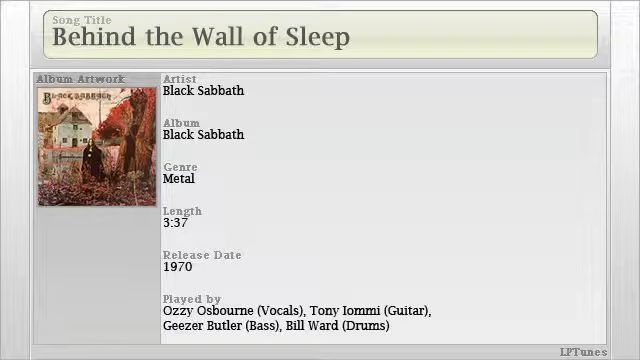 Song Title
Behind the Wall of Sleep
Album Artwork
BLACK SABBATH
Artist
Black Sabbath
Album
Black Sabbath
Genre
Metal
Length
3:37
Release Date
1970
Played by
Ozzy Osbourne (Vocals), Tony Iommi (Guitar),
Geezer Butler (Bass), Bill Ward (Drums)
LPTunes